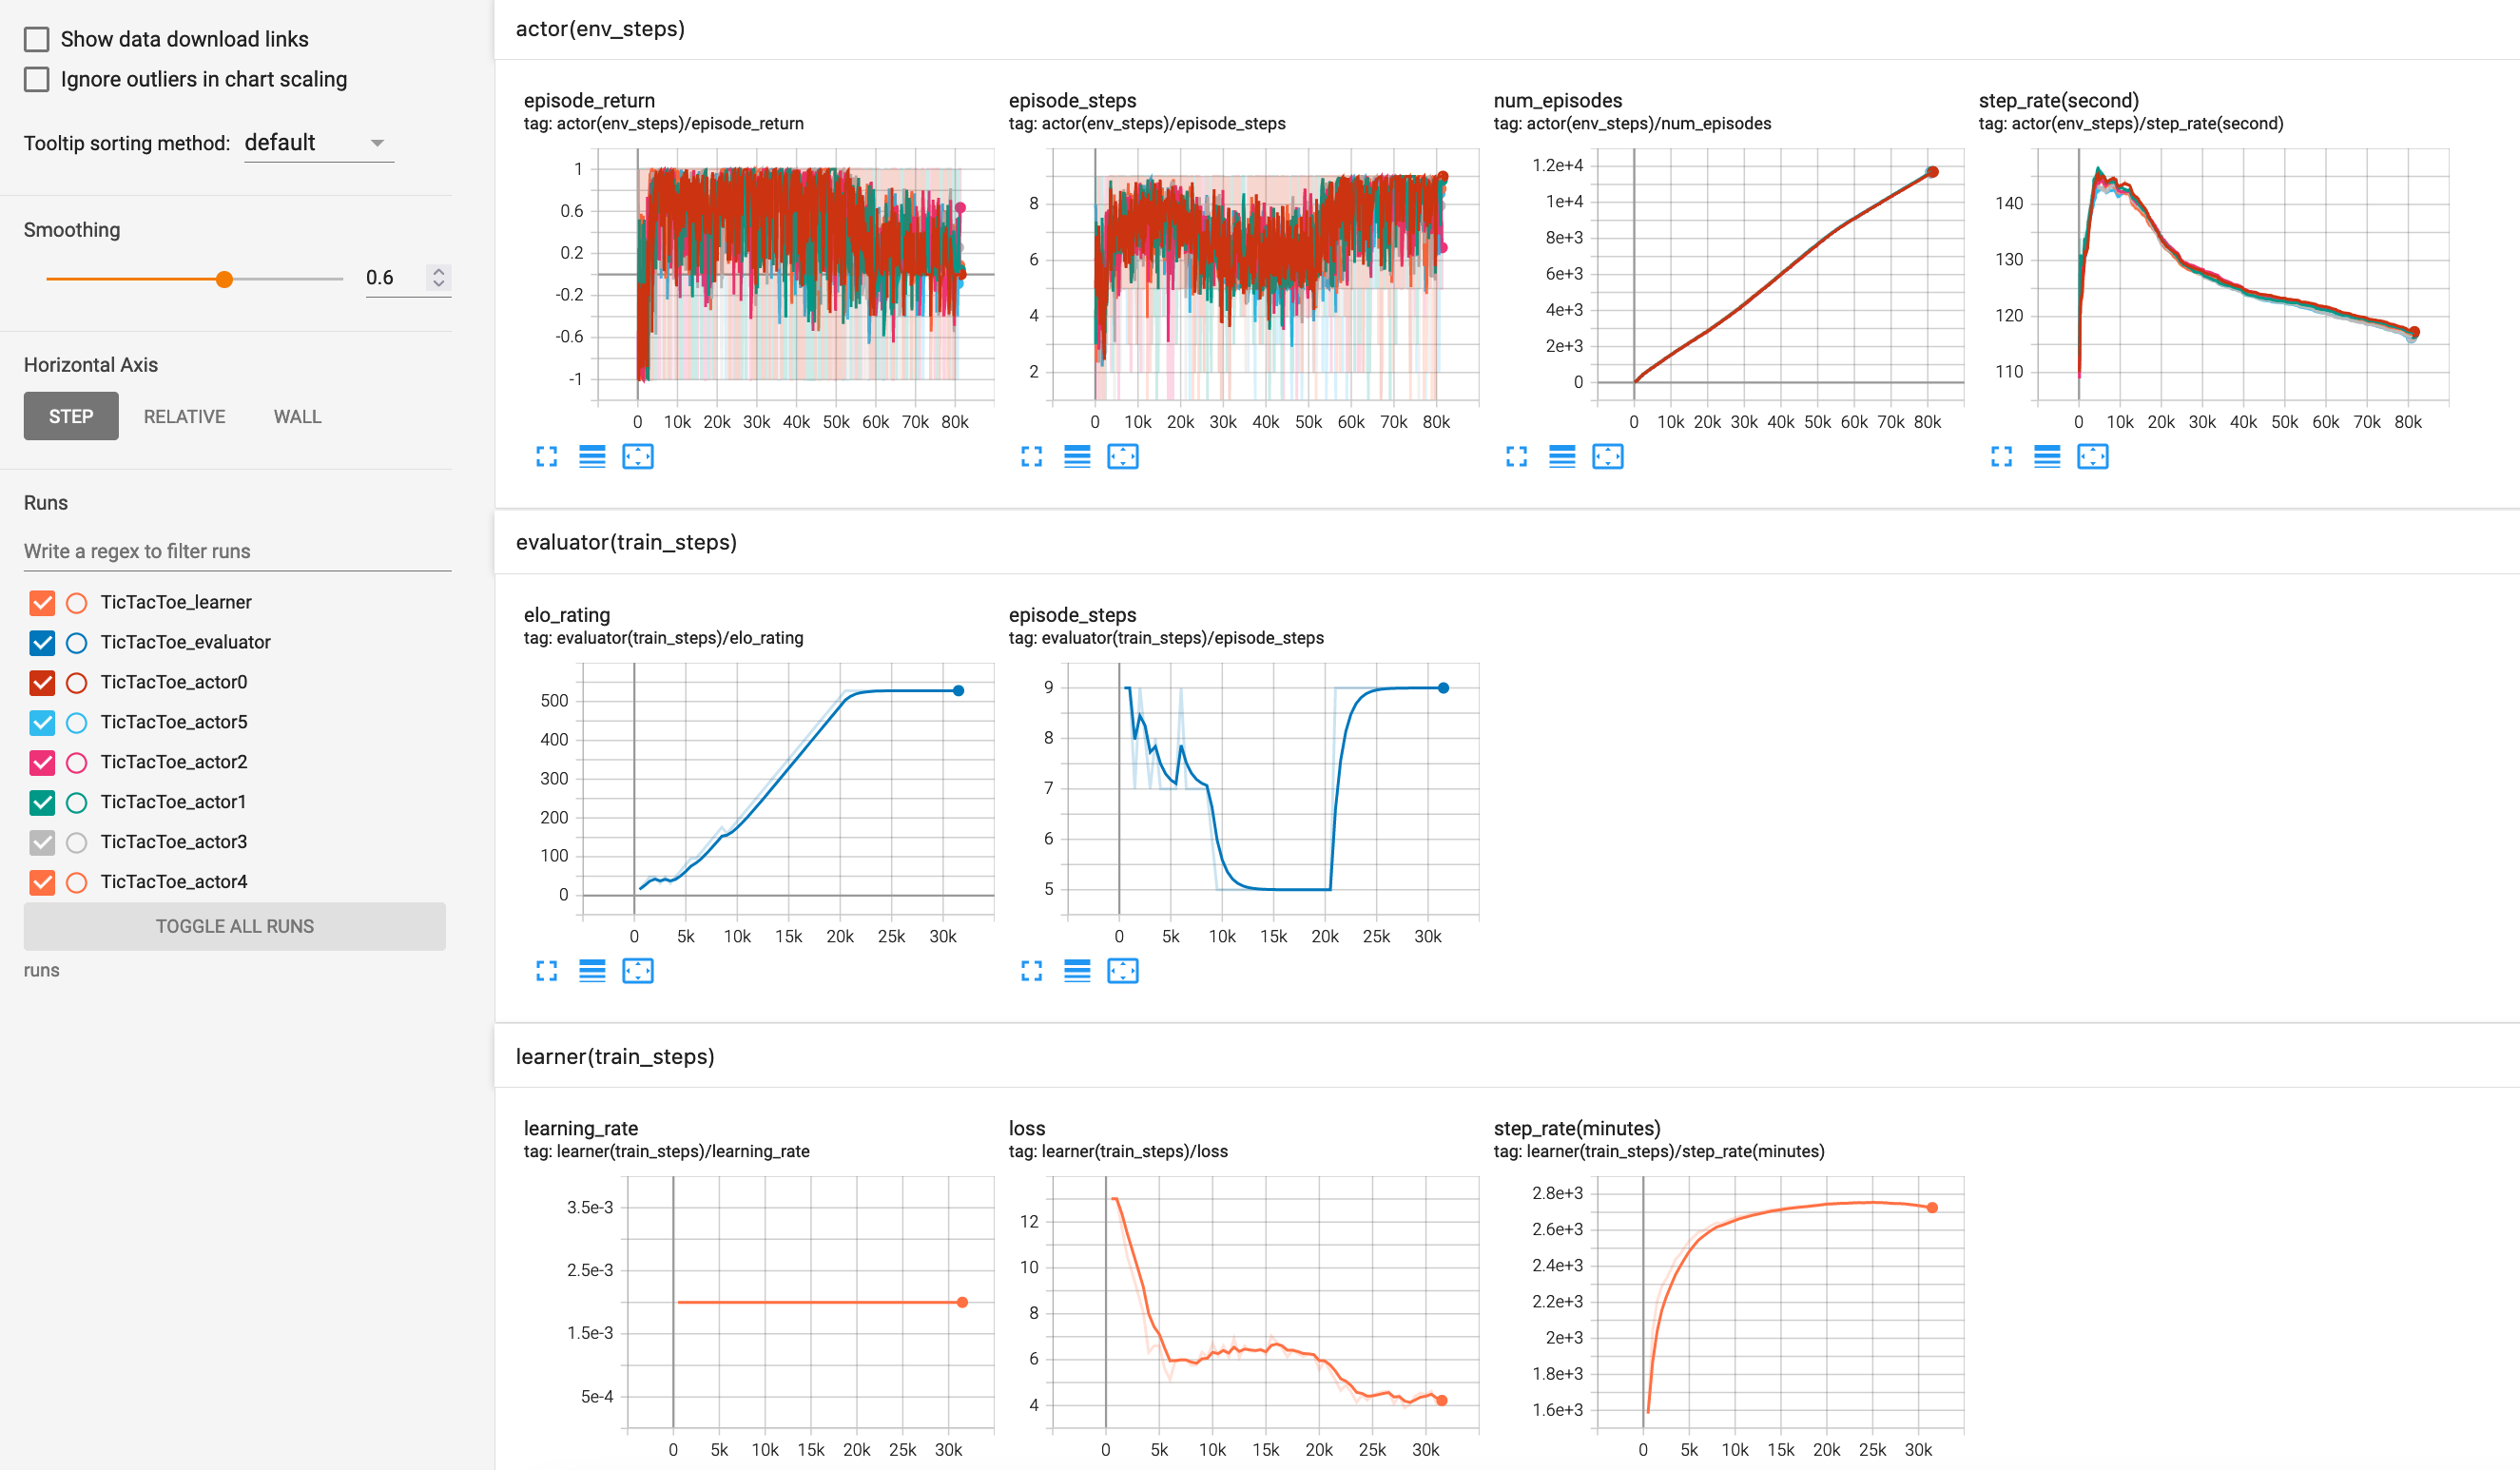 Show data download links
Ignore outliers in chart scaling
Tooltip sorting method: default
Smoothing
0.6
Horizontal Axis
STEP RELATIVE WALL
Runs
Write a regex to filter runs
TicTacToe_learner
TicTacToe_evaluator
TicTacToe_actor0
TicTacToe_actor5
TicTacToe_actor2
TicTacToe_actor1
TicTacToe_actor3
TicTacToe_actor4
TOGGLE ALL RUNS
runs
actor(env_steps)
episode_return
tag: actor(env_steps)/episode_return
1
0.6
0.2
-0.2
-0.6
-1
0 10k 20k 30k 40k 50k 60k 70k 80k
episode_steps
tag: actor(env_steps)/episode_steps
8
6
4
2
0 10k 20k 30k 40k 50k 60k 70k 80k
num_episodes
tag: actor(env_steps)/num_episodes
1.2e+4
1e+4
8e+3
6e+3
4e+3
2e+3
0
0 10k 20k 30k 40k 50k 60k 70k 80k
step_rate(second)
tag: actor(env_steps)/step_rate(second)
140
130
120
110
0 10k 20k 30k 40k 50k 60k 70k 80k
evaluator(train_steps)
elo_rating
tag: evaluator(train_steps)/elo_rating
500
400
300
200
100
0
0 5k 10k 15k 20k 25k 30k
episode_steps
tag: evaluator(train_steps)/episode_steps
9
8
7
6
5
0 5k 10k 15k 20k 25k 30k
learner(train_steps)
learning_rate
tag: learner(train_steps)/learning_rate
3.5e-3
2.5e-3
1.5e-3
5e-4
0 5k 10k 15k 20k 25k 30k
loss
tag: learner(train_steps)/loss
12
10
8
6
4
0 5k 10k 15k 20k 25k 30k
step_rate(minutes)
tag: learner(train_steps)/step_rate(minutes)
2.8e+3
2.6e+3
2.4e+3
2.2e+3
2e+3
1.8e+3
1.6e+3
0 5k 10k 15k 20k 25k 30k